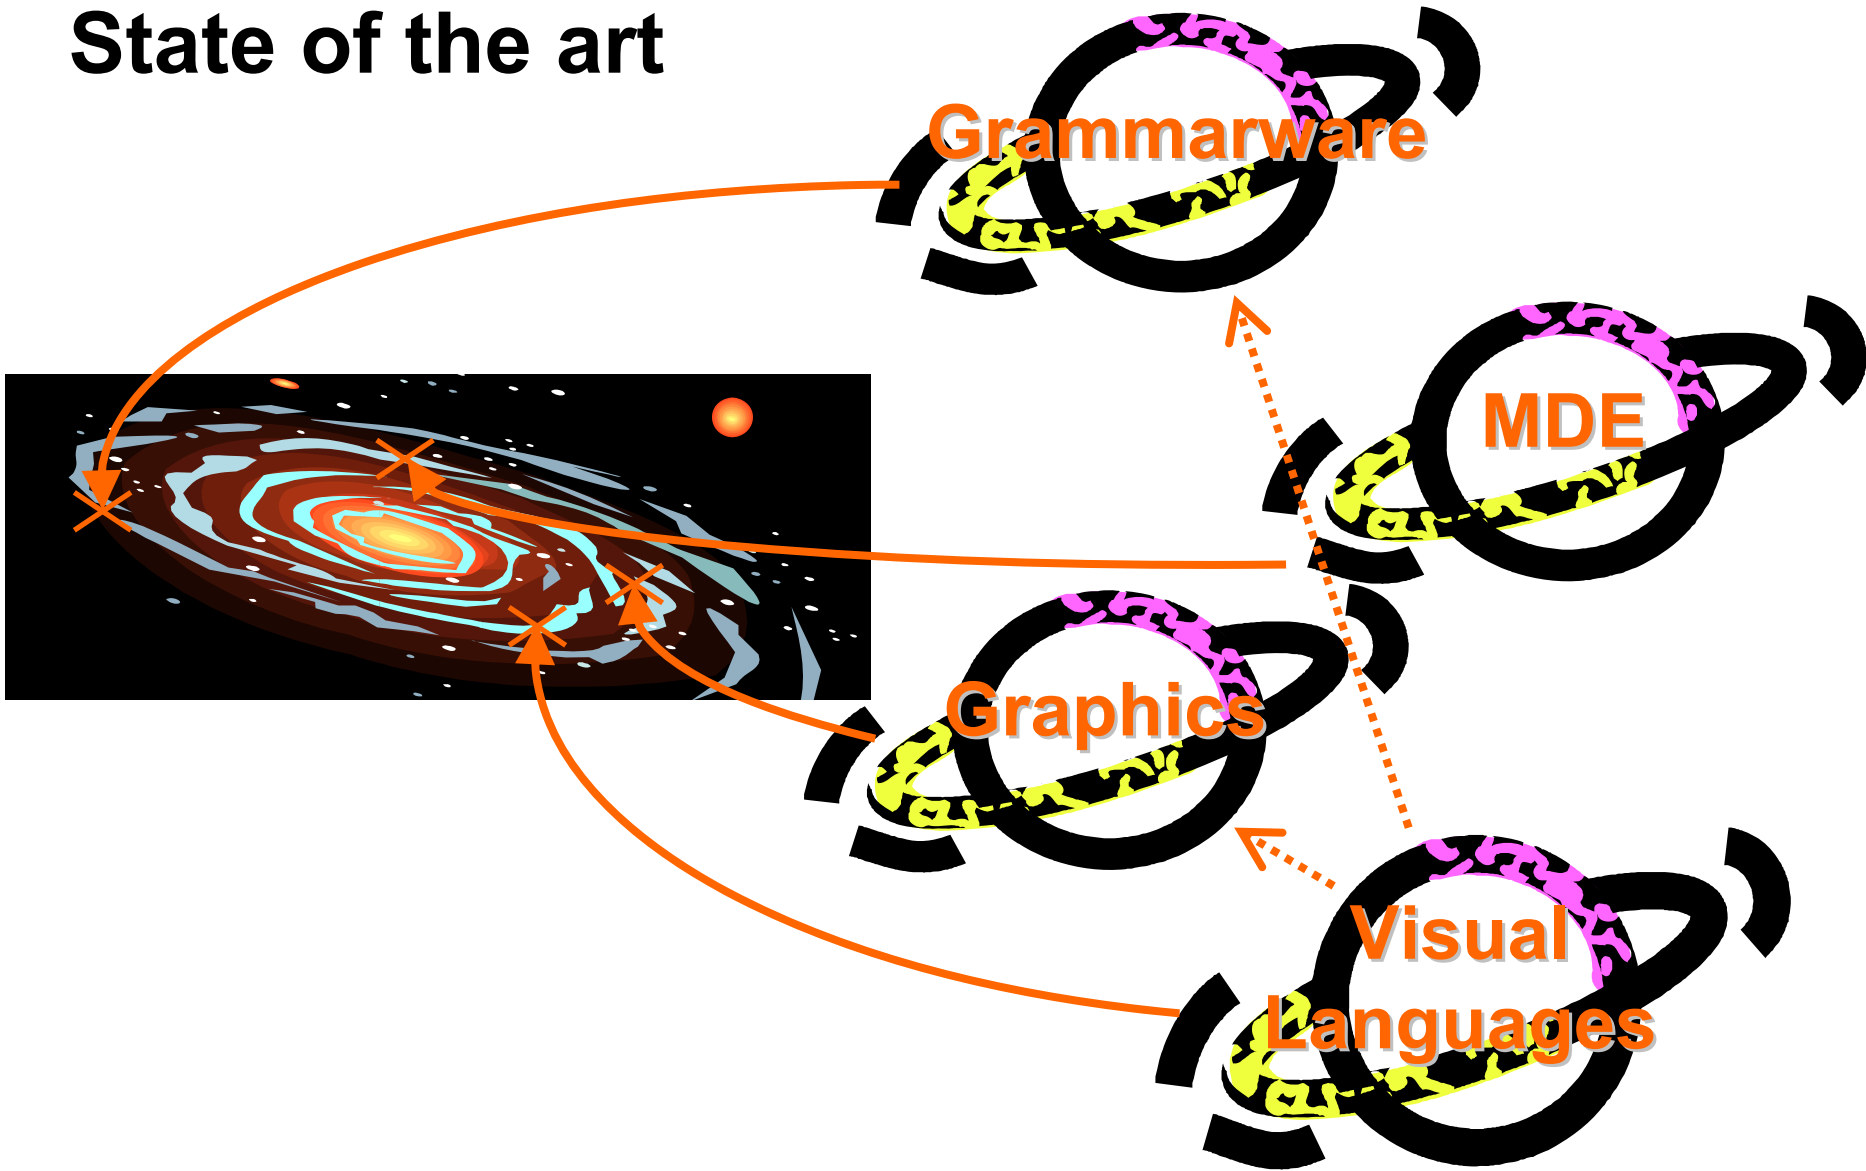 State of the art
Grammarware
MDE
Graphics
Visual
Languages